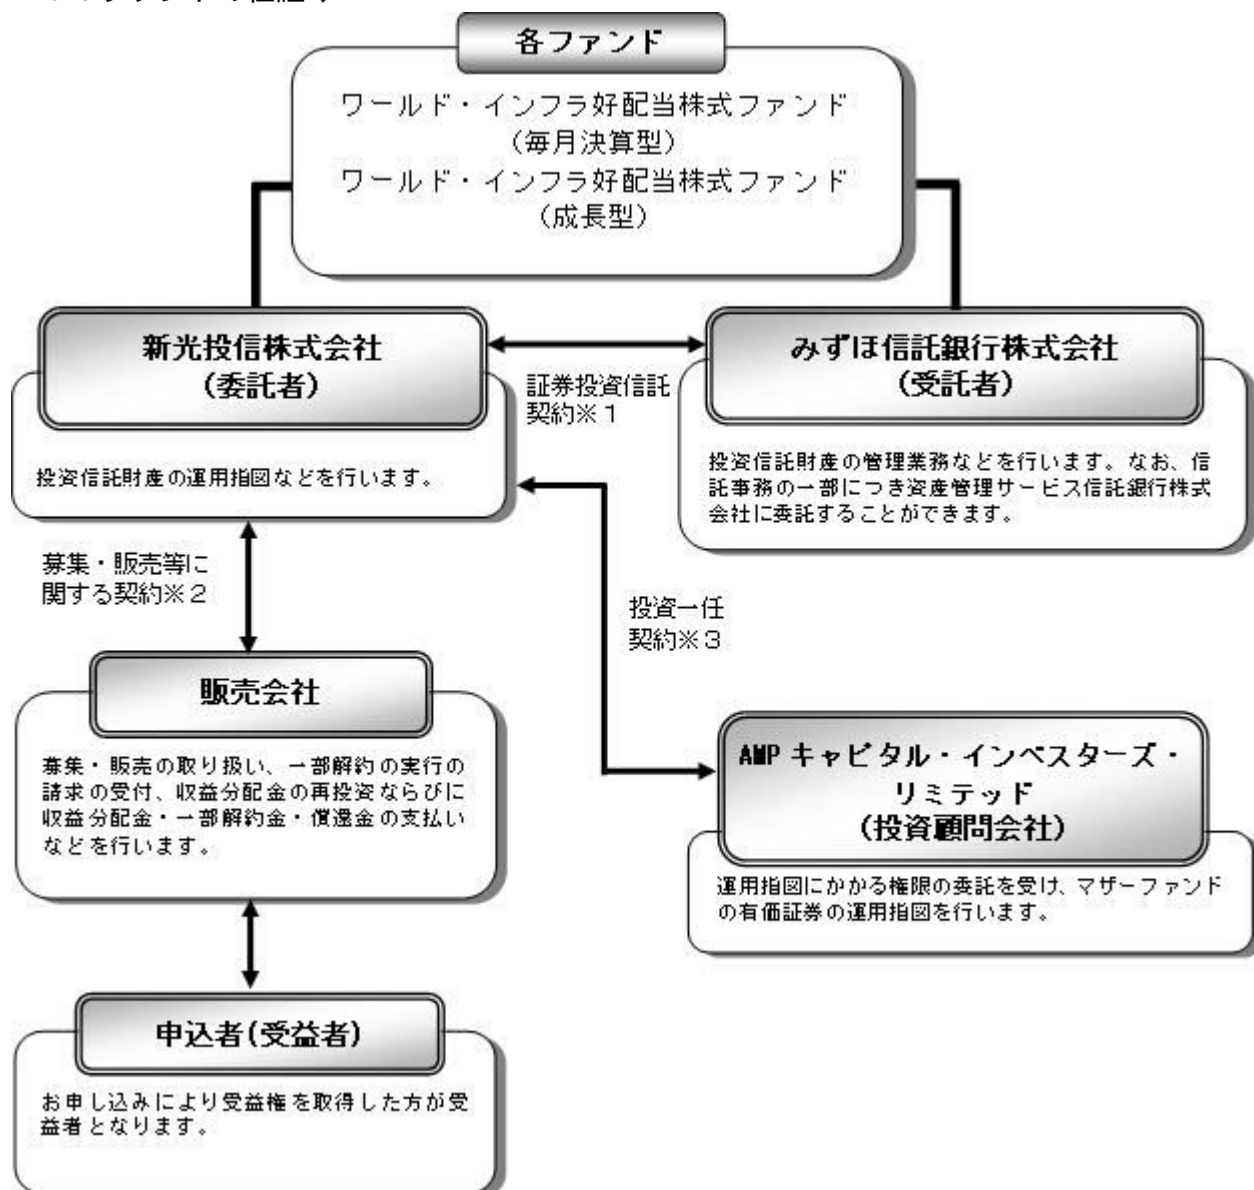 各ファンド
ワールド・インフラ好配当株式ファンド
(毎月決算型)
ワールド・インフラ好配当株式ファンド
(成長型)
新光投信株式会社
(委託者)
投資信託財産の運用指図などを行います。
証券投資信託
契約※1
みずほ信託銀行株式会社
(受託者)
投資信託財産の管理業務などを行います。なお、信
託事務の一部につき資産管理サービス信託銀行株式
会社に委託することができます。
募集・販売等に
関する契約※2
投資一任
契約※3
販売会社
募集・販売の取り扱い、一部解約の実行の
請求の受付、収益分配金の再投資ならびに
収益分配金・一部解約金・償還金の支払い
などを行います。
AMP キャピタル・インベスターズ・
リミテッド
(投資顧問会社)
運用指図にかかる権限の委託を受け、マザーファンド
の有価証券の運用指図を行います。
申込者(受益者)
お申し込みにより受益権を取得した方が受
益者となります。